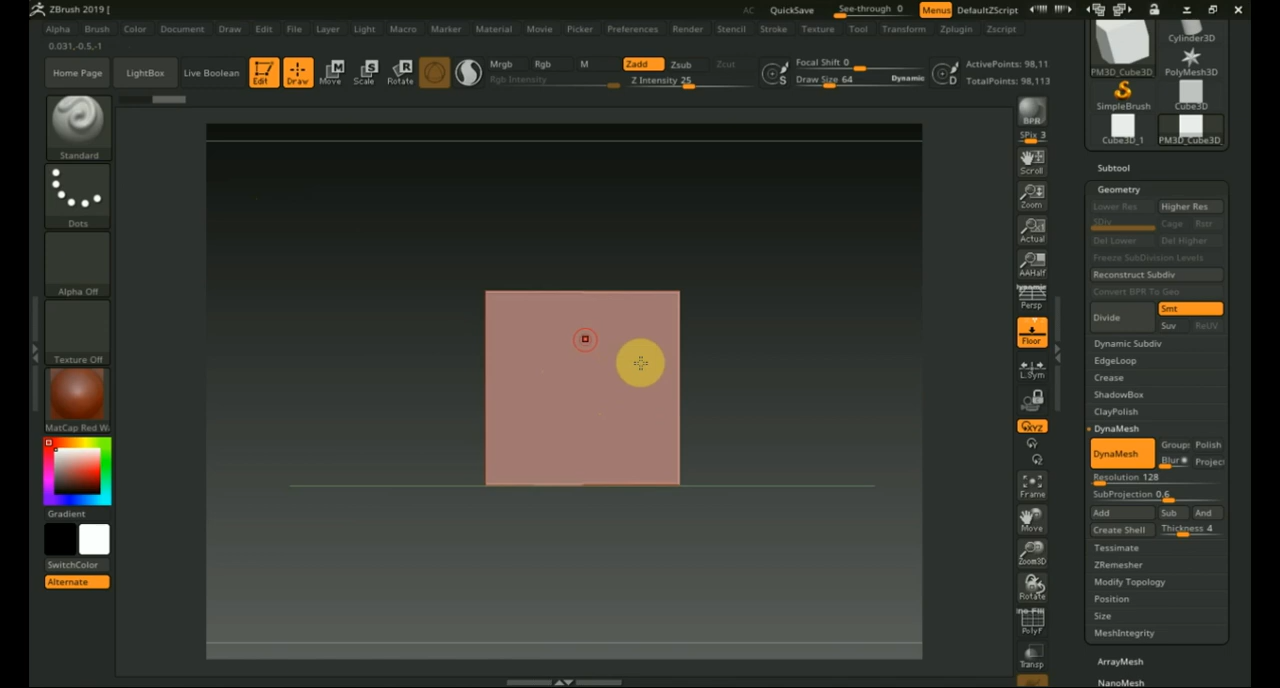 ZBrush 2019 [
AC QuickSave See-through 0 Menus DefaultZScript
Alpha Brush Color Document Draw Edit File Layer Light Macro Marker Material Movie Picker Preferences Render Stencil Stroke Texture Tool Transform Zplugin Zscript
0.031,-0.5,-1
Home Page LightBox Live Boolean Edit Draw Move Scale Rotate
Mrgb Rgb M Zadd Zsub Zcut
Rgb Intensity Z Intensity 25
Focal Shift 0
Draw Size 64 Dynamic
S
D
ActivePoints: 98,11
TotalPoints: 98,113
Standard
Dots
Alpha Off
Texture Off
MatCap Red W
Gradient
SwitchColor
Alternate
BPR
SPix 3
Scroll
Zoom
Actual
AAHalf
Dynamic
Persp
Floor
L.Sym
XYZ
Frame
Move
Zoom3D
Rotate
PolyF
Transp
Cylinder3D
PM3D_Cube3D_ PolyMesh3D
SimpleBrush Cube3D
Cube3D_1 PM3D_Cube3D_
Subtool
Geometry
Lower Res Higher Res
SDiv Cage Rstr
Del Lower Del Higher
Freeze SubDivision Levels
Reconstruct Subdiv
Convert BPR To Geo
Divide Smt
Suv ReUV
Dynamic Subdiv
EdgeLoop
Crease
ShadowBox
ClayPolish
DynaMesh
DynaMesh Groups Polish
Blur Project
Resolution 128
SubProjection 0.6
Add Sub And
Create Shell Thickness 4
Tessimate
ZRemesher
Modify Topology
Position
Size
MeshIntegrity
ArrayMesh
NanoMesh